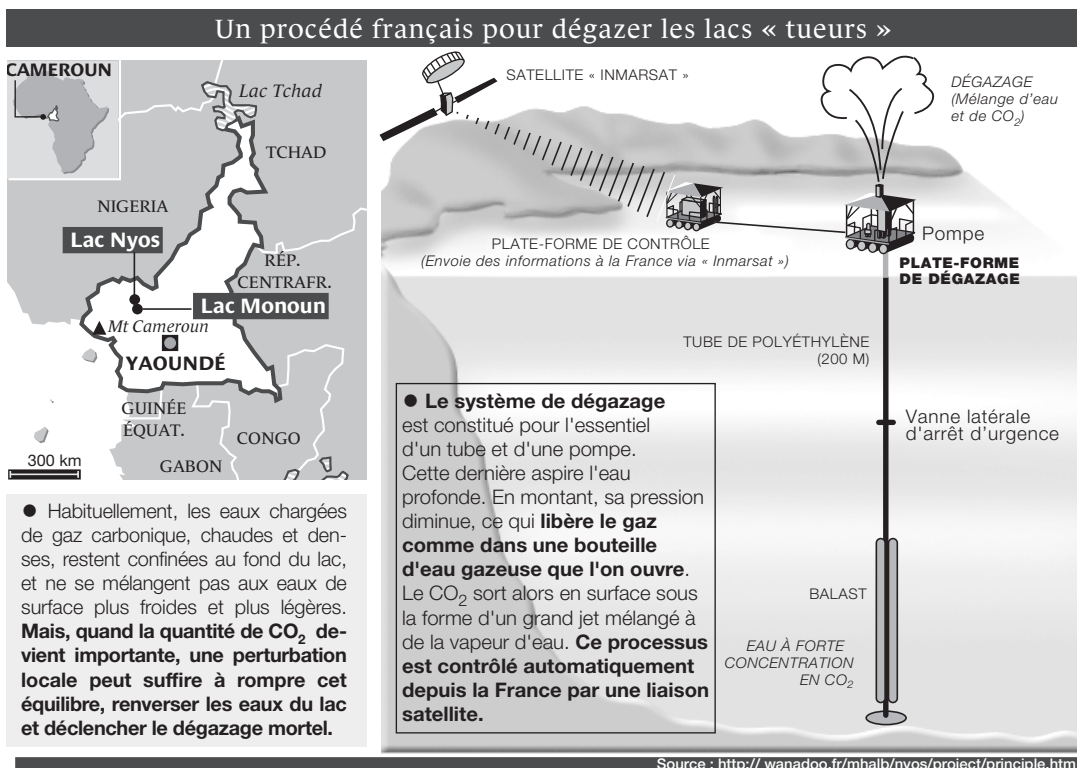 Un procédé français pour dégazer les lacs « tueurs »
CAMEROUN
Lac Tchad
TCHAD
NIGERIA
Lac Nyos
RÉP.
CENTRAFR.
Lac Monoun
Mt Cameroun
YAOUNDÉ
GUINÉE
ÉQUAT.
CONGO
GABON
300 km
● Habituellement, les eaux chargées
de gaz carbonique, chaudes et den-
ses, restent confinées au fond du lac,
et ne se mélangent pas aux eaux de
surface plus froides et plus légères.
Mais, quand la quantité de CO₂ de-
vient importante, une perturbation
locale peut suffire à rompre cet
équilibre, renverser les eaux du lac
et déclencher le dégazage mortel.
SATELLITE « INMARSAT »
DÉGAZAGE
(Mélange d'eau
et de CO₂)
PLATE-FORME DE CONTRÔLE
(Envoie des informations à la France via « Inmarsat »)
Pompe
PLATE-FORME
DE DÉGAZAGE
TUBE DE POLYÉTHYLÈNE
(200 M)
Vanne latérale
d'arrêt d'urgence
● Le système de dégazage
est constitué pour l'essentiel
d'un tube et d'une pompe.
Cette dernière aspire l'eau
profonde. En montant, sa pression
diminue, ce qui libère le gaz
comme dans une bouteille
d'eau gazeuse que l'on ouvre.
Le CO₂ sort alors en surface sous
la forme d'un grand jet mélangé à
de la vapeur d'eau. Ce processus
est contrôlé automatiquement
depuis la France par une liaison
satellite.
BALAST
EAU À FORTE
CONCENTRATION
EN CO₂
Source : http:// wanadoo.fr/mhalb/nyos/project/principle.htm